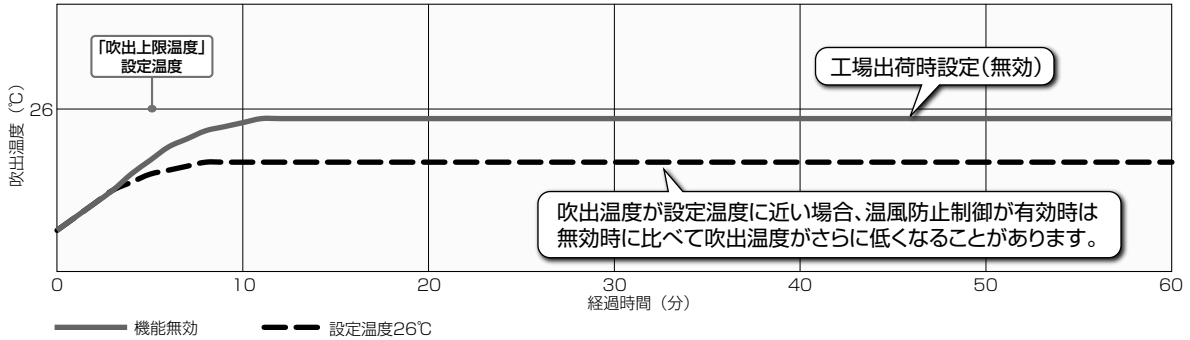 「吹出上限温度」
設定温度
工場出荷時設定(無効)
26
吹出温度(℃)
吹出温度が設定温度に近い場合、温風防止制御が有効時は
無効時に比べて吹出温度がさらに低くなることがあります。
0 10 20 30 40 50 60
経過時間(分)
機能無効 設定温度26℃